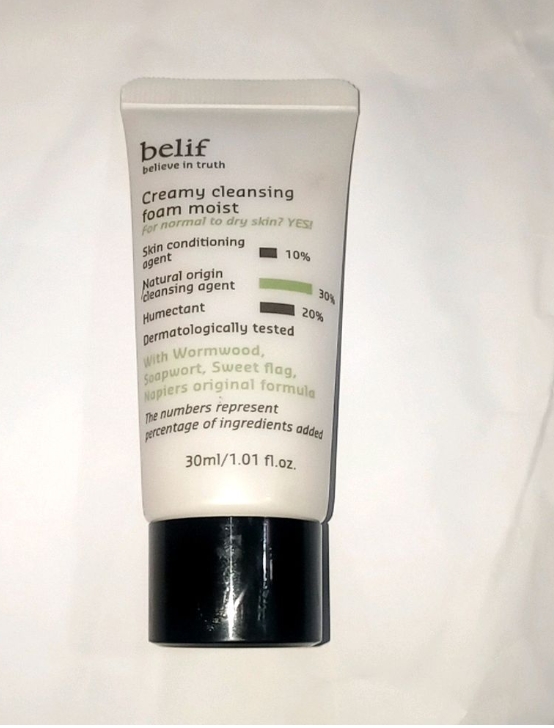 belif
believe in truth
Creamy cleansing
foam moist
For normal to dry skin? YES!
Skin conditioning
agent
10%
Natural origin
cleansing agent
30%
Humectant
20%
Dermatologically tested
With Wormwood,
Soapwort, Sweet flag,
Napiers original formula
The numbers represent
percentage of ingredients added
30ml/1.01 fl.oz.